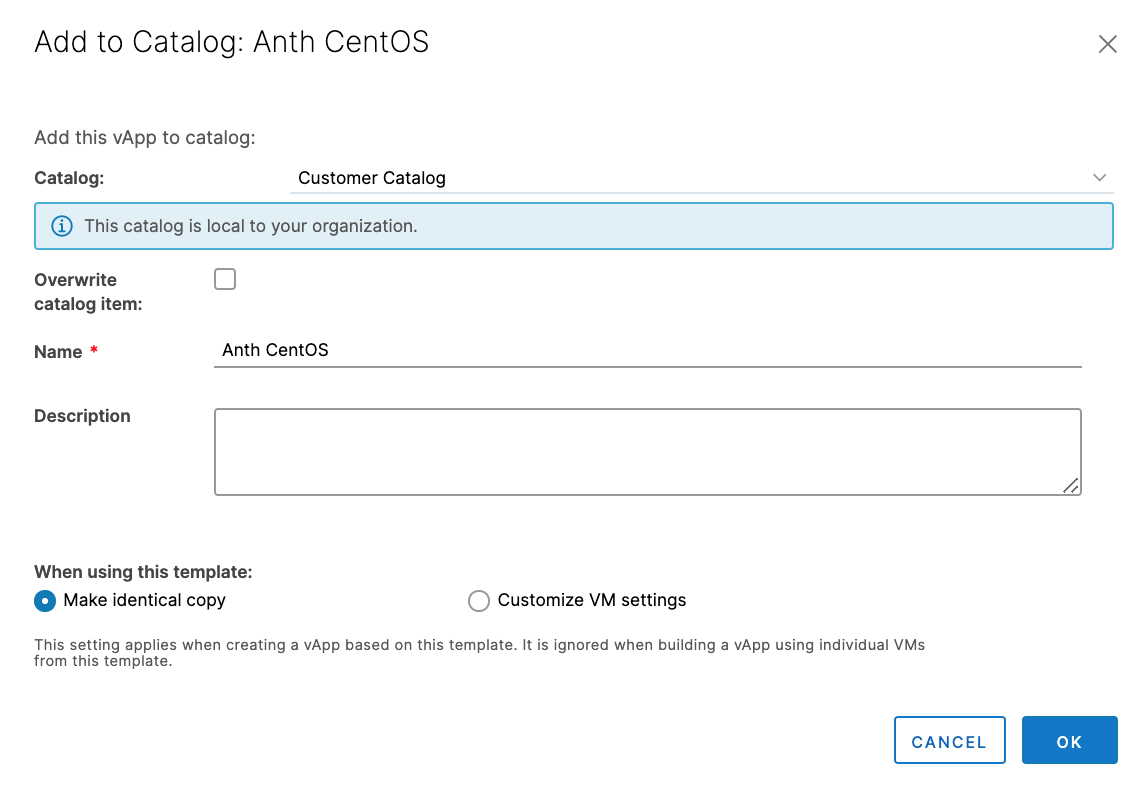 Add to Catalog: Anth CentOS
Add this vApp to catalog:
Catalog: Customer Catalog
This catalog is local to your organization.
Overwrite
catalog item:
Name * Anth CentOS
Description
When using this template:
Make identical copy Customize VM settings
This setting applies when creating a vApp based on this template. It is ignored when building a vApp using individual VMs
from this template.
CANCEL OK